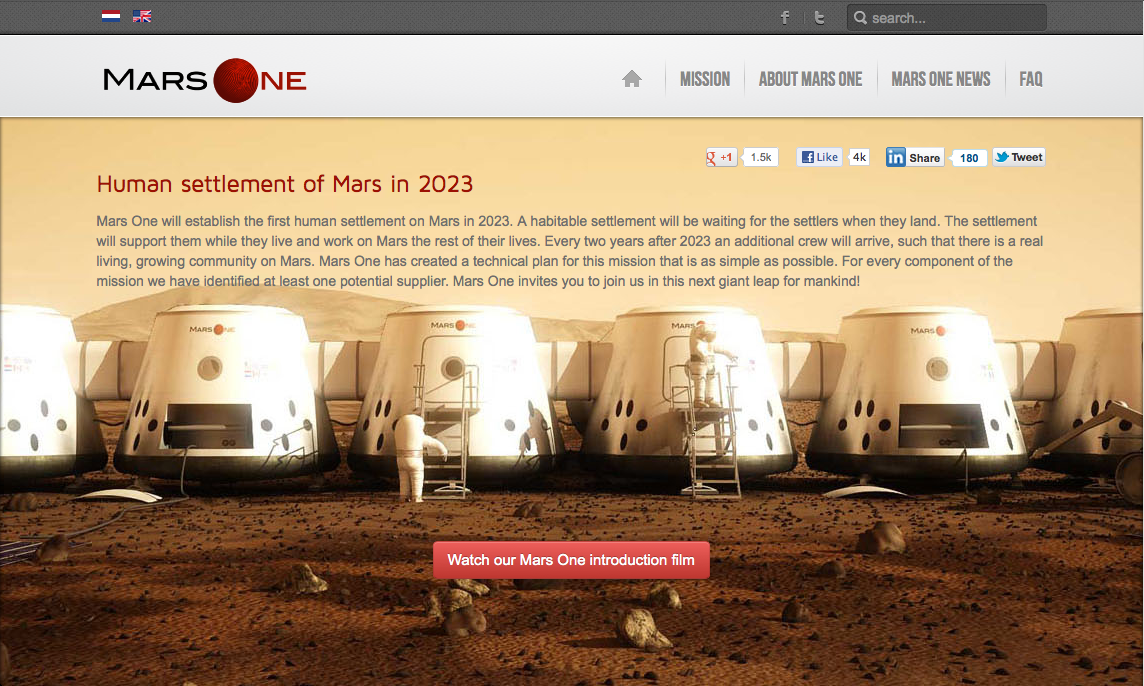 search...
MARS ONE
MISSION
ABOUT MARS ONE
MARS ONE NEWS
FAQ
g +1
1.5k
Like
4k
in Share
180
Tweet
Human settlement of Mars in 2023
Mars One will establish the first human settlement on Mars in 2023. A habitable settlement will be waiting for the settlers when they land. The settlement
will support them while they live and work on Mars the rest of their lives. Every two years after 2023 an additional crew will arrive, such that there is a real
living, growing community on Mars. Mars One has created a technical plan for this mission that is as simple as possible. For every component of the
mission we have identified at least one potential supplier. Mars One invites you to join us in this next giant leap for mankind!
MARS ONE
MARS ONE
MARS
MARS
Watch our Mars One introduction film